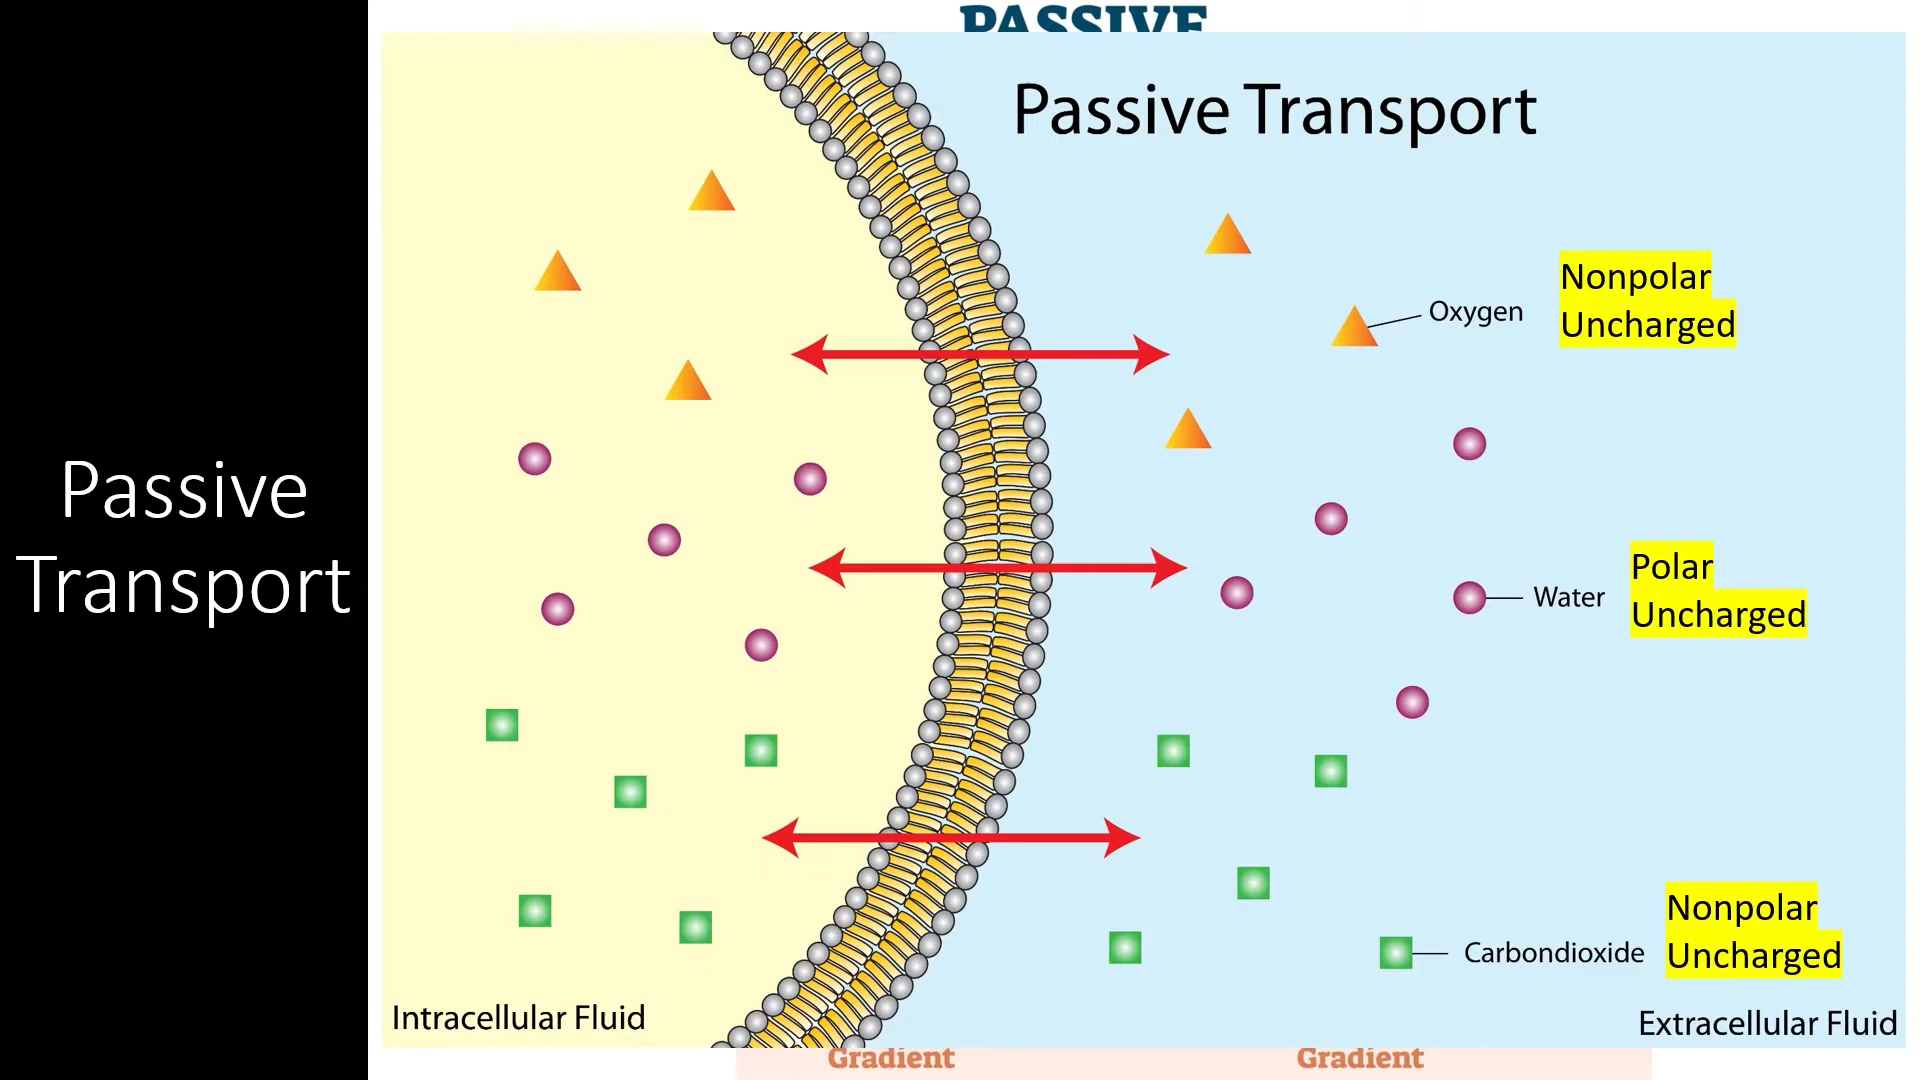 PASSIVE
Passive Transport
Passive
Transport
Oxygen
Nonpolar
Uncharged
Water
Polar
Uncharged
Carbondioxide
Nonpolar
Uncharged
Intracellular Fluid
Extracellular Fluid
Gradient
Gradient